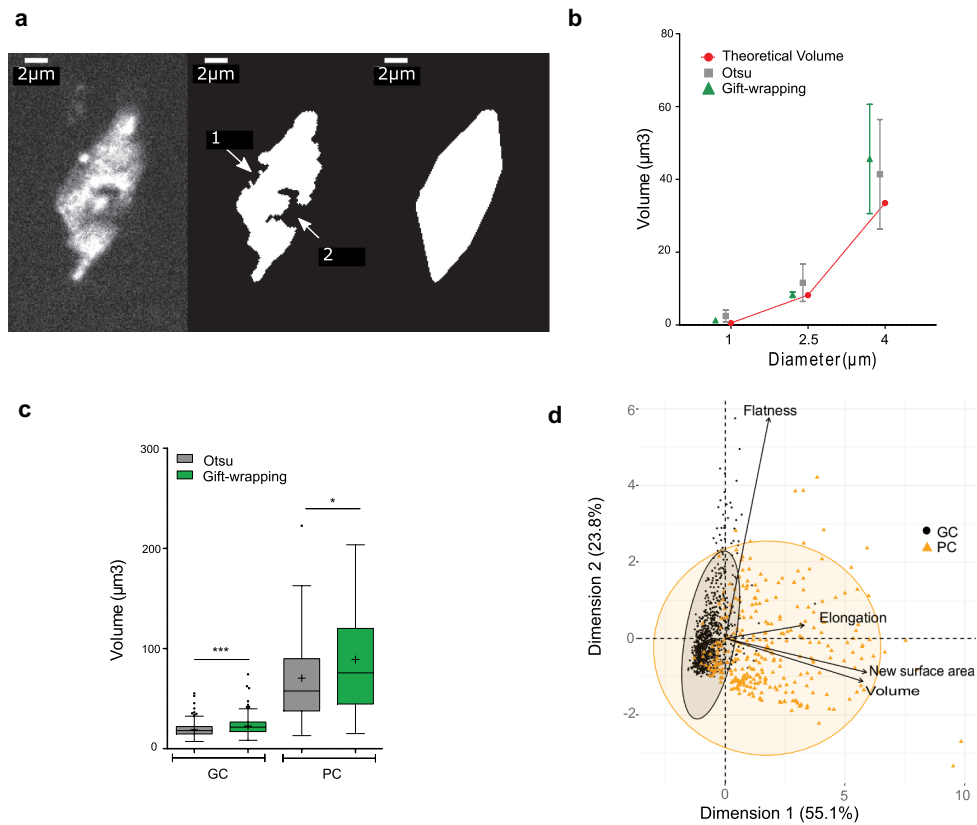 a
2µm
2µm
2µm
1
2
b
80
60
40
20
0
Volume (µm3)
Theoretical Volume
Otsu
Gift-wrapping
1
2.5
4
Diameter(µm)
c
300
200
100
0
Volume (µm3)
Otsu
Gift-wrapping
***
*
GC
PC
d
6
4
2
0
-2
Dimension 2 (23.8%)
Flatness
GC
PC
Elongation
New surface area
Volume
0
5
10
Dimension 1 (55.1%)